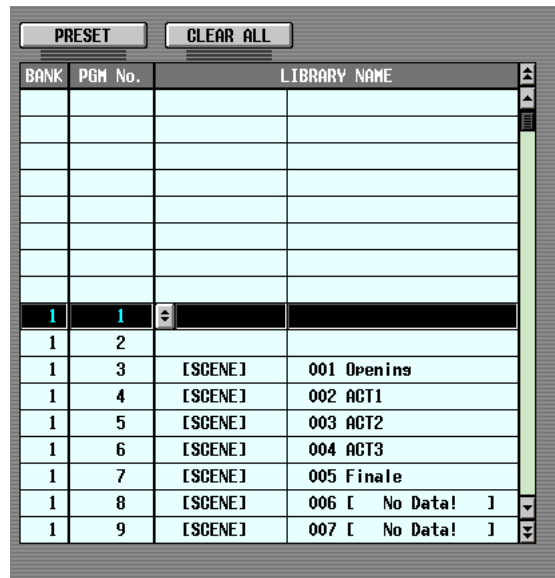 PRESET CLEAR ALL
BANK PGM No. LIBRARY NAME
1 1
1 2
1 3 [SCENE] 001 Opening
1 4 [SCENE] 002 ACT1
1 5 [SCENE] 003 ACT2
1 6 [SCENE] 004 ACT3
1 7 [SCENE] 005 Finale
1 8 [SCENE] 006 [ No Data! ]
1 9 [SCENE] 007 [ No Data! ]